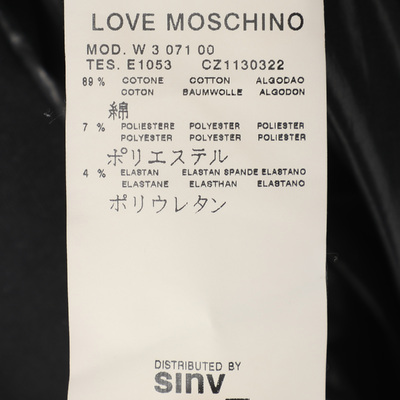 LOVE MOSCHINO
MOD. W 3 071 00
TES. E1053 CZ1130322
89 % COTONE COTTON ALGODAO
COTON BAUMWOLLE ALGODON
綿
7 % POLIESTERE POLYESTER POLIESTER
POLYESTER POLYESTER POLIESTER
ポリエステル
4 % ELASTAN ELASTAN SPANDE ELASTANO
ELASTANE ELASTHAN ELASTANO
ポリウレタン
DISTRIBUTED BY
sinv